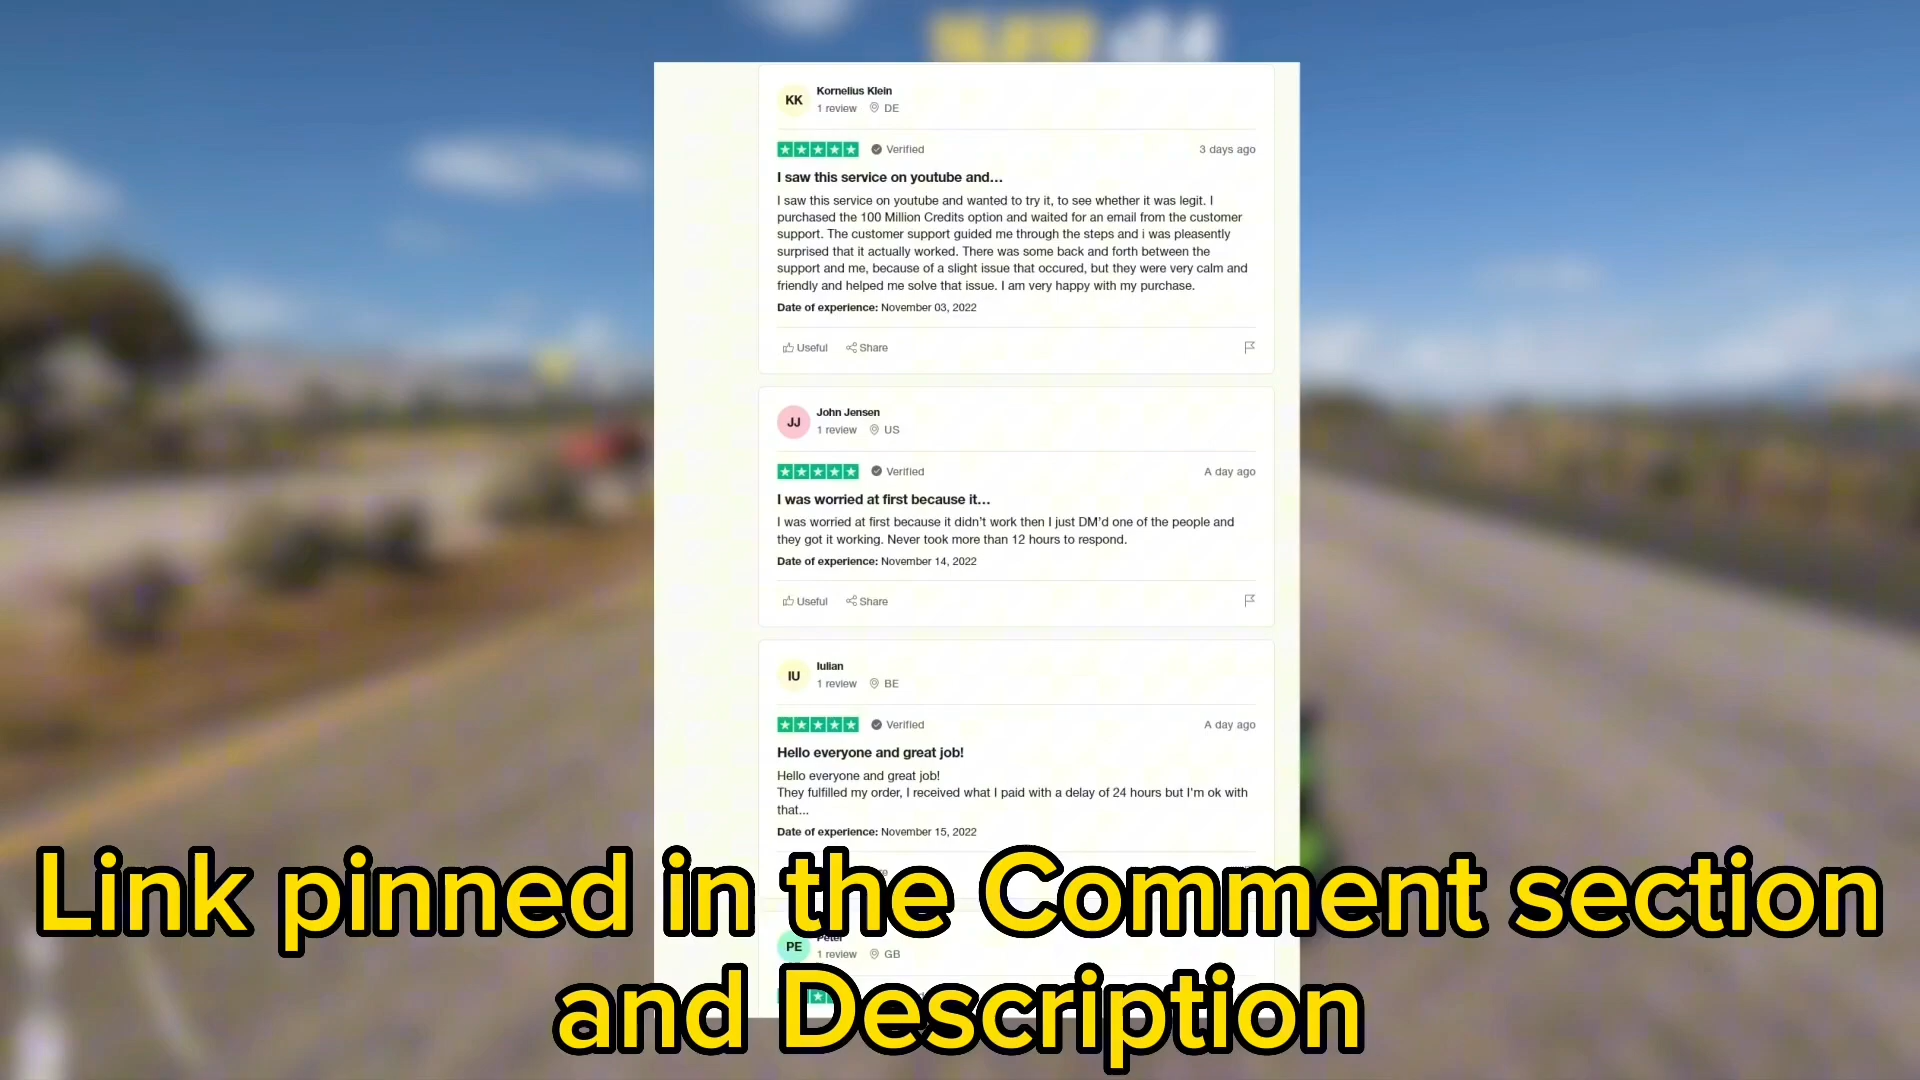 KK
Kornelius Klein
1 review DE
Verified
3 days ago
I saw this service on youtube and...
I saw this service on youtube and wanted to try it, to see whether it was legit. I
purchased the 100 Million Credits option and waited for an email from the customer
support. The customer support guided me through the steps and i was pleasently
surprised that it actually worked. There was some back and forth between the
support and me, because of a slight issue that occured, but they were very calm and
friendly and helped me solve that issue. I am very happy with my purchase.
Date of experience: November 03, 2022
Useful Share
JJ
John Jensen
1 review US
Verified
A day ago
I was worried at first because it...
I was worried at first because it didn't work then I just DM'd one of the people and
they got it working. Never took more than 12 hours to respond.
Date of experience: November 14, 2022
Useful Share
IU
Iulian
1 review BE
Verified
A day ago
Hello everyone and great job!
Hello everyone and great job!
They fulfilled my order, I received what I paid with a delay of 24 hours but I'm ok with
that...
Date of experience: November 15, 2022
PE
Peter
1 review GB
Link pinned in the Comment section
and Description